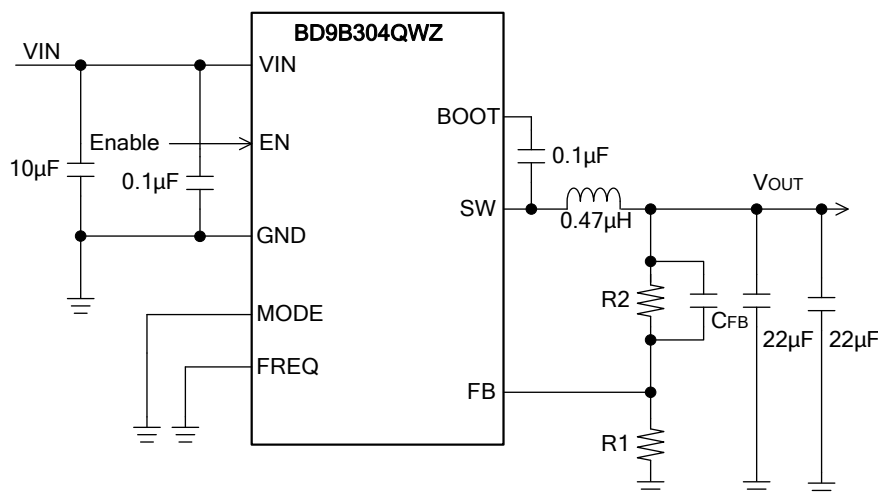 BD9B304QWZ
VIN
VIN
BOOT
Enable
EN
10µF
0.1µF
0.1µF
VOUT
SW
0.47µH
GND
R2
CFB
MODE
22µF
22µF
FREQ
FB
R1